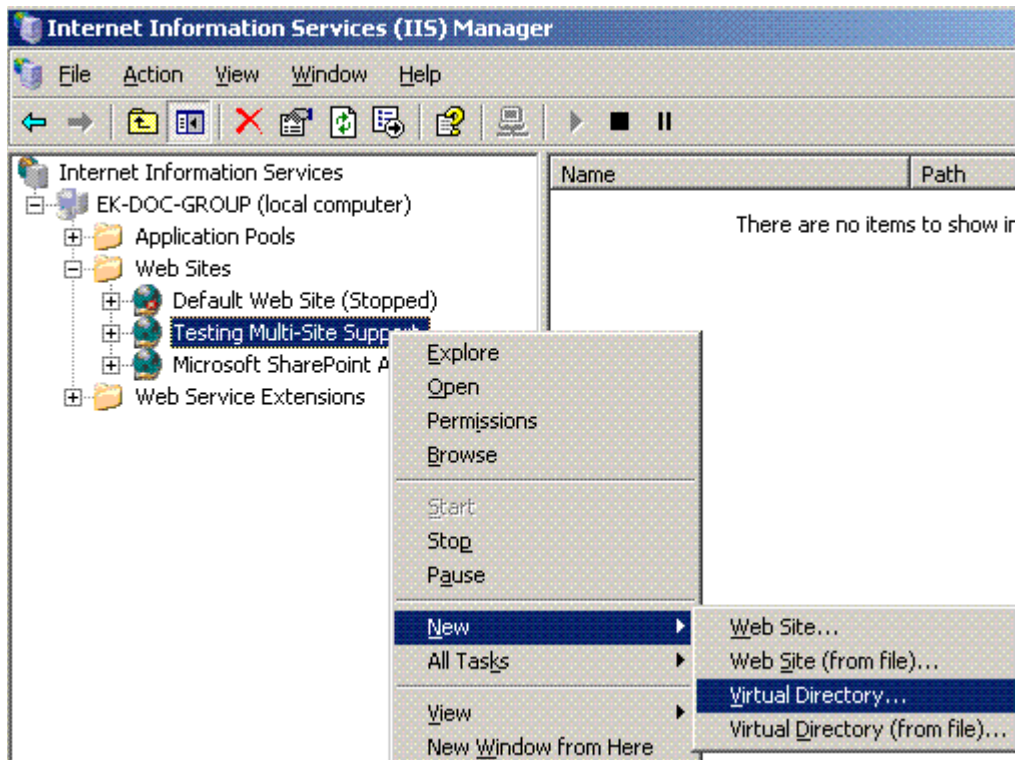 Internet Information Services (IIS) Manager
File Action View Window Help
Internet Information Services
EK-DOC-GROUP (local computer)
Application Pools
Web Sites
Default Web Site (Stopped)
Testing Multi-Site Support
Microsoft SharePoint A
Web Service Extensions
Name Path
There are no items to show in
Explore
Open
Permissions
Browse
Start
Stop
Pause
New
All Tasks
View
New Window from Here
Web Site...
Web Site (from file)...
Virtual Directory...
Virtual Directory (from file)...